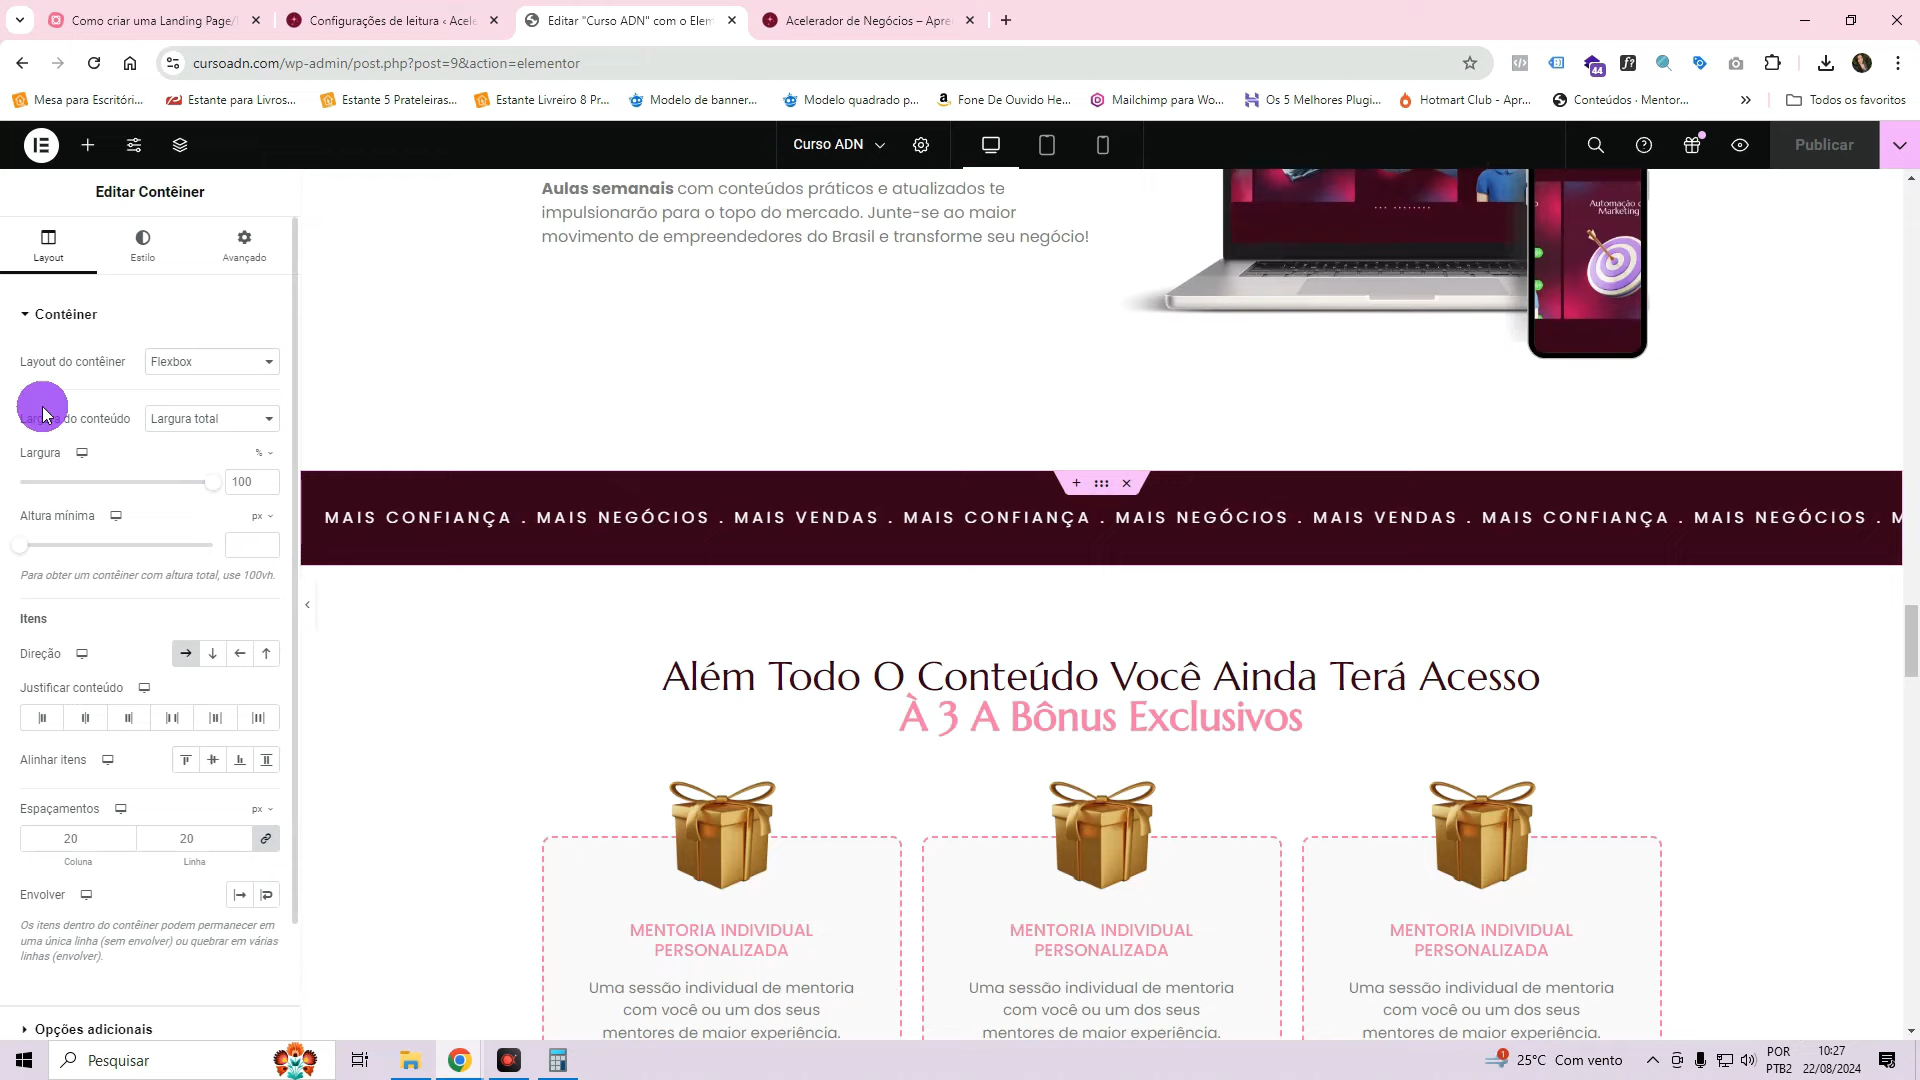 Como criar uma Landing Page/
Configurações de leitura ‹ Acele
Editar "Curso ADN" com o Elem
Acelerador de Negócios – Apre
cursoadn.com/wp-admin/post.php?post=9&action=elementor
44
Mesa para Escritóri...
Estante para Livros...
Estante 5 Prateleiras...
Estante Livreiro 8 Pr...
Modelo de banner...
Modelo quadrado p...
Fone De Ouvido He...
Mailchimp para Wo...
Os 5 Melhores Plugi...
Hotmart Club - Apr...
Conteúdos · Mentor...
Todos os favoritos
Curso ADN
Publicar
Editar Contêiner
Layout
Estilo
Avançado
Contêiner
Layout do contêiner
Flexbox
Largura do conteúdo
Largura total
Largura
%
100
Altura mínima
px
Para obter um contêiner com altura total, use 100vh.
Itens
Direção
Justificar conteúdo
Alinhar itens
Espaçamentos
px
20
20
Coluna
Linha
Envolver
Os itens dentro do contêiner podem permanecer em
uma única linha (sem envolver) ou quebrar em várias
linhas (envolver).
Opções adicionais
Aulas semanais com conteúdos práticos e atualizados te
impulsionarão para o topo do mercado. Junte-se ao maior
movimento de empreendedores do Brasil e transforme seu negócio!
Automação
Marketing
MAIS CONFIANÇA . MAIS NEGÓCIOS . MAIS VENDAS . MAIS CONFIANÇA . MAIS NEGÓCIOS . MAIS VENDAS . MAIS CONFIANÇA . MAIS NEGÓCIOS . M
Além Todo O Conteúdo Você Ainda Terá Acesso
À 3 A Bônus Exclusivos
MENTORIA INDIVIDUAL
PERSONALIZADA
Uma sessão individual de mentoria
com você ou um dos seus
mentores de maior experiência.
MENTORIA INDIVIDUAL
PERSONALIZADA
Uma sessão individual de mentoria
com você ou um dos seus
mentores de maior experiência.
MENTORIA INDIVIDUAL
PERSONALIZADA
Uma sessão individual de mentoria
com você ou um dos seus
mentores de maior experiência.
Pesquisar
1
25°C Com vento
POR
PTB2
10:27
22/08/2024